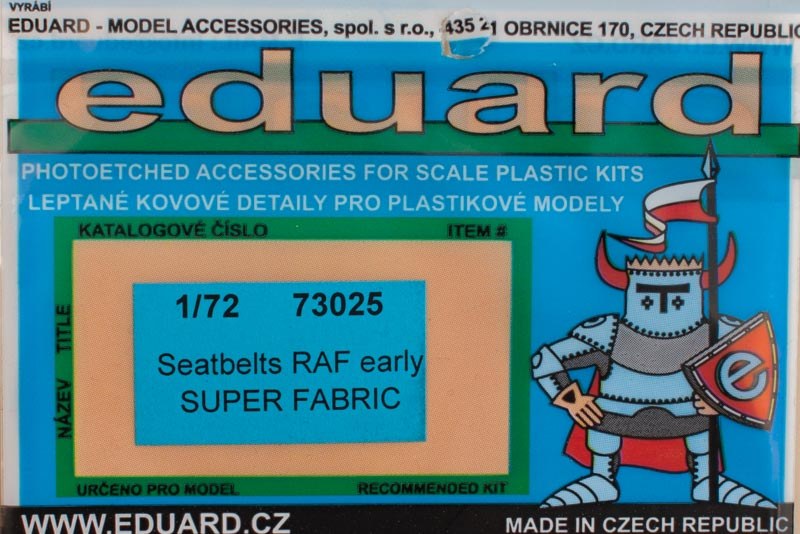 VYRÁBÍ
EDUARD - MODEL ACCESSORIES, spol. s r.o., 435 21 OBRNICE 170, CZECH REPUBLIC
eduard
PHOTOETCHED ACCESSORIES FOR SCALE PLASTIC KITS
LEPTANÉ KOVOVÉ DETAILY PRO PLASTIKOVÉ MODELY
KATALOGOVÉ ČÍSLO ITEM #
NÁZEV TITLE
1/72 73025
Seatbelts RAF early
SUPER FABRIC
e
URČENO PRO MODEL RECOMMENDED KIT
WWW.EDUARD.CZ MADE IN CZECH REPUBLIC